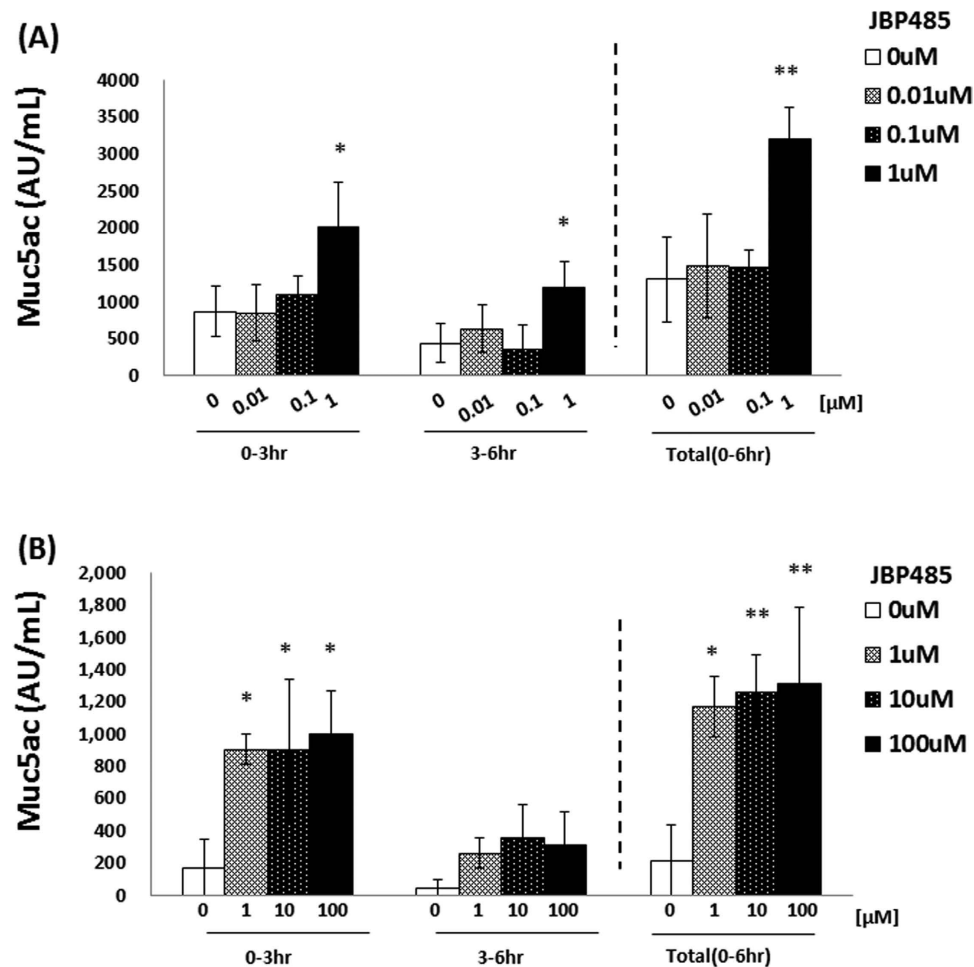 (A)
JBP485
0uM
0.01uM
0.1uM
1uM
Muc5ac (AU/mL)
4000
3500
3000
2500
2000
1500
1000
500
0
*
*
**
0 0.01 0.1 1 0 0.01 0.1 1 0 0.01 0.1 1 [µM]
0-3hr 3-6hr Total(0-6hr)
(B)
JBP485
0uM
1uM
10uM
100uM
Muc5ac (AU/mL)
2,000
1,800
1,600
1,400
1,200
1,000
800
600
400
200
0
* * *
* ** **
0 1 10 100 0 1 10 100 0 1 10 100 [µM]
0-3hr 3-6hr Total(0-6hr)